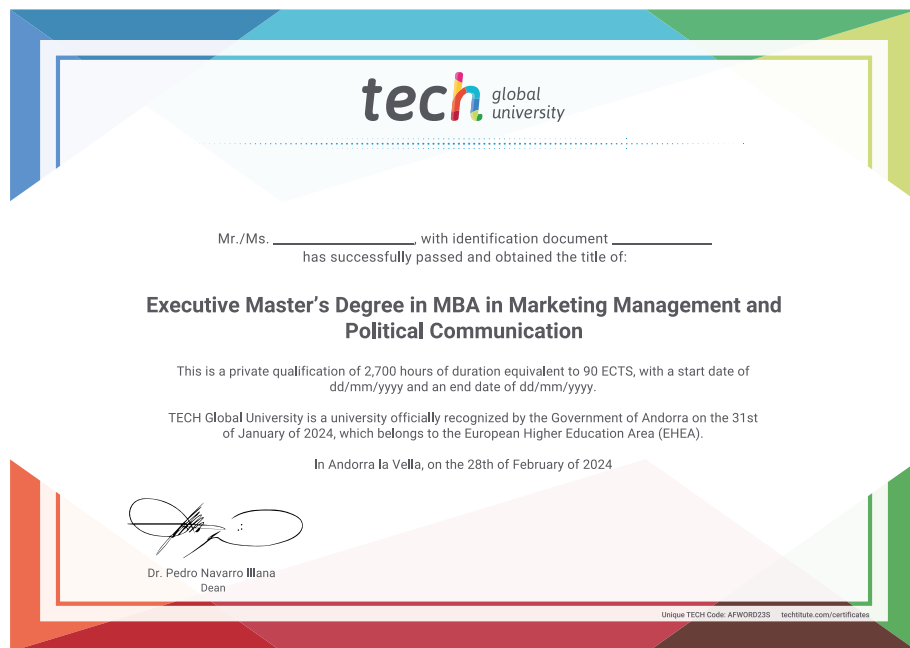 tech global
university
Mr./Ms. ____________, with identification document ____________
has successfully passed and obtained the title of:
Executive Master’s Degree in MBA in Marketing Management and
Political Communication
This is a private qualification of 2,700 hours of duration equivalent to 90 ECTS, with a start date of
dd/mm/yyyy and an end date of dd/mm/yyyy.
TECH Global University is a university officially recognized by the Government of Andorra on the 31st
of January of 2024, which belongs to the European Higher Education Area (EHEA).
In Andorra la Vella, on the 28th of February of 2024
Dr. Pedro Navarro Illana
Dean
Unique TECH Code: AFWORD23S techtitute.com/certificates